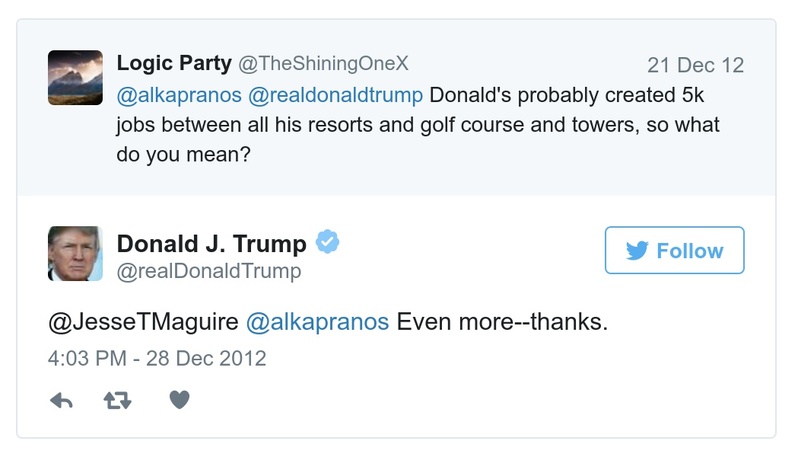 Logic Party @TheShiningOneX 21 Dec 12
@alkapranos @realdonaldtrump Donald's probably created 5k
jobs between all his resorts and golf course and towers, so what
do you mean?
Donald J. Trump
@realDonaldTrump
Follow
@JesseTMaguire @alkapranos Even more--thanks.
4:03 PM - 28 Dec 2012